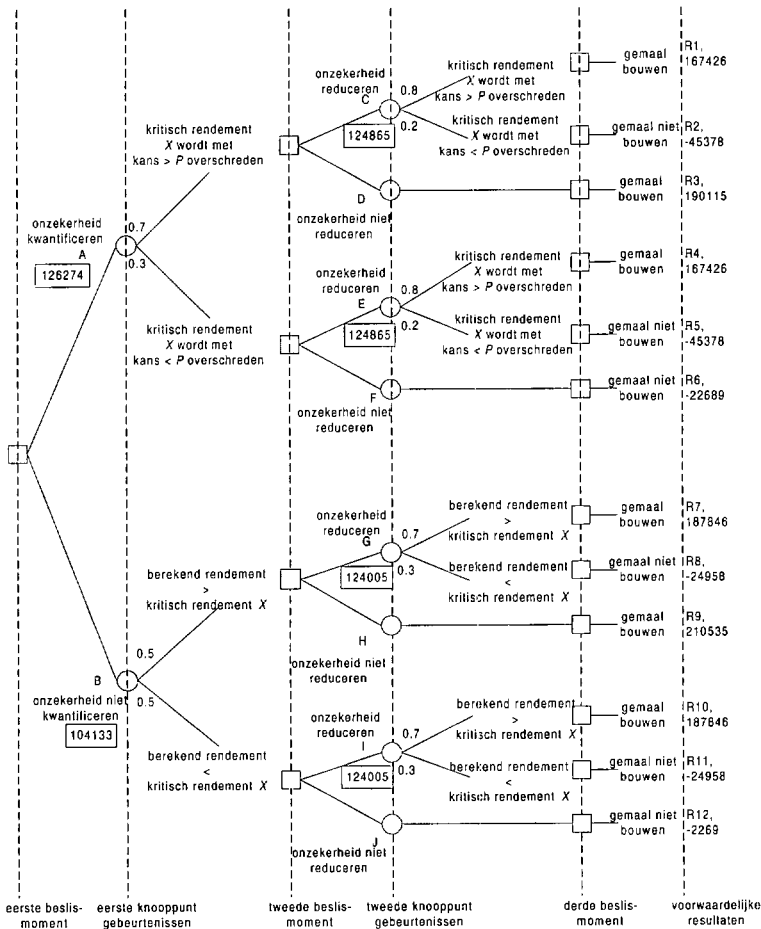 onzekerheid
reduceren
C
0.8
0.2
124865
kritisch rendement
X wordt met
kans > P overschreden
kritisch rendement
X wordt met
kans < P overschreden
gemaal
bouwen
R1,
167426
gemaal niet
bouwen
R2,
-45378
kritisch rendement
X wordt met
kans > P overschreden
D
onzekerheid niet
reduceren
gemaal
bouwen
R3,
190115
onzekerheid
kwantificeren
A
126274
0.7
0.3
onzekerheid
reduceren
E
0.8
0.2
124865
kritisch rendement
X wordt met
kans > P overschreden
kritisch rendement
X wordt met
kans < P overschreden
gemaal
bouwen
R4,
167426
gemaal niet
bouwen
R5,
-45378
kritisch rendement
X wordt met
kans < P overschreden
F
onzekerheid niet
reduceren
gemaal niet
bouwen
R6,
-22689
onzekerheid
reduceren
G
0.7
0.3
124005
berekend rendement
>
kritisch rendement X
berekend rendement
<
kritisch rendement X
gemaal
bouwen
R7,
187846
gemaal niet
bouwen
R8,
-24958
berekend rendement
>
kritisch rendement X
H
onzekerheid niet
reduceren
gemaal
bouwen
R9,
210535
B
onzekerheid niet
kwantificeren
104133
0.5
0.5
onzekerheid
reduceren
I
0.7
0.3
124005
berekend rendement
>
kritisch rendement X
berekend rendement
<
kritisch rendement X
gemaal
bouwen
R10,
187846
gemaal niet
bouwen
R11,
-24958
berekend rendement
<
kritisch rendement X
J
onzekerheid niet
reduceren
gemaal niet
bouwen
R12,
-2269
eerste beslis-
moment
eerste knooppunt
gebeurtenissen
tweede beslis-
moment
tweede knooppunt
gebeurtenissen
derde beslis-
moment
voorwaardelijke
resultaten